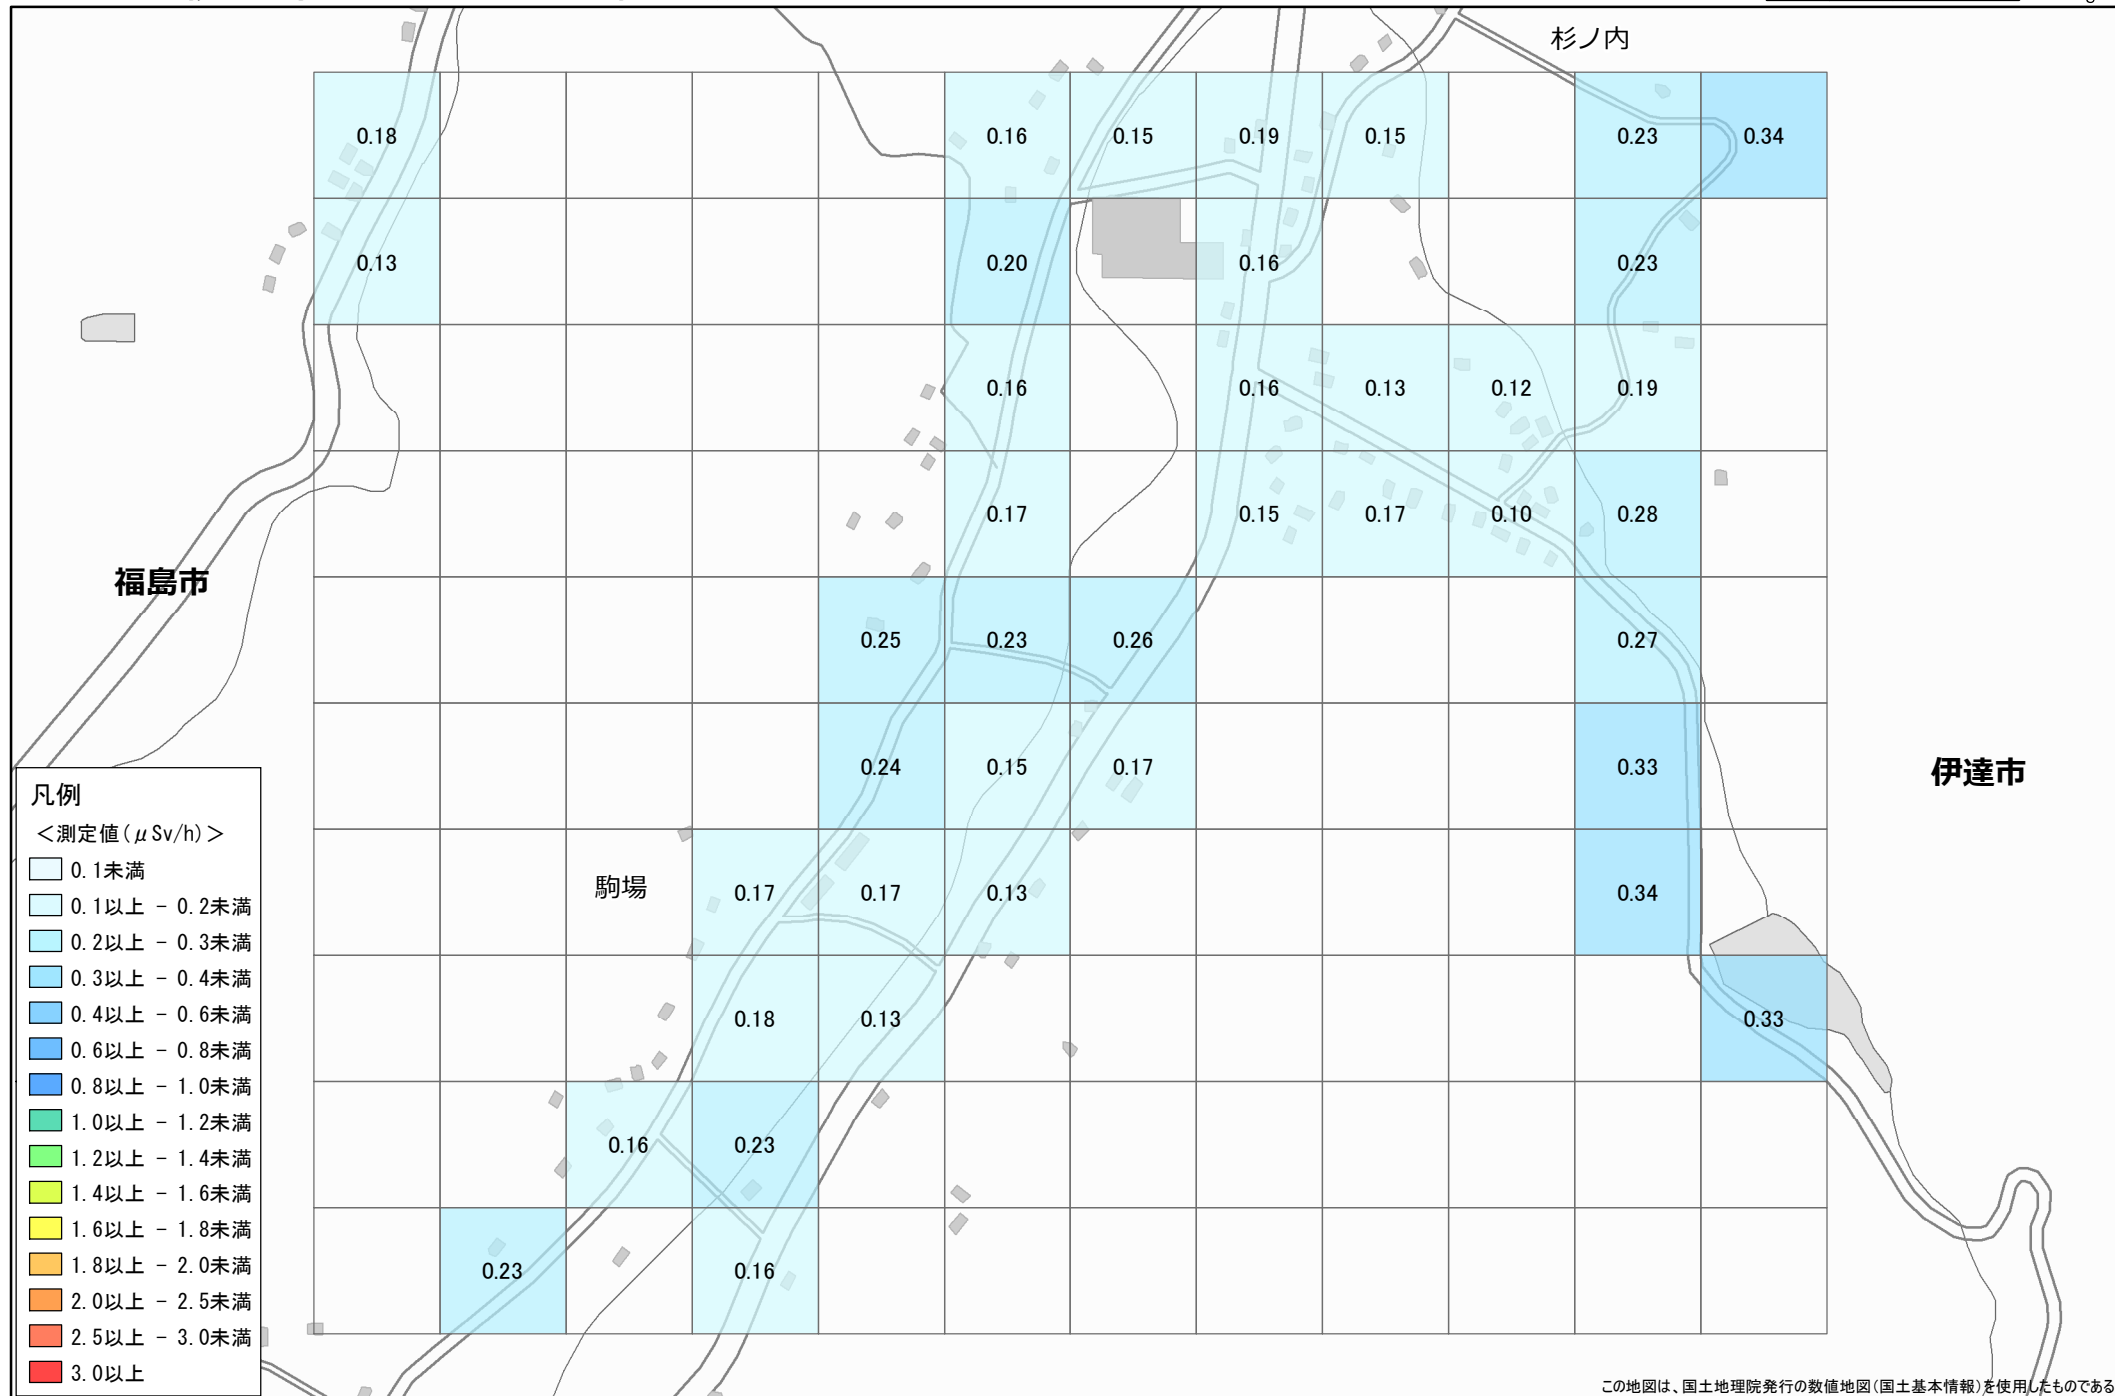 杉ノ内
0.18 0.16 0.15 0.19 0.15 0.23 0.34
0.13 0.20 0.16 0.23
0.16 0.16 0.13 0.12 0.19
0.17 0.15 0.17 0.10 0.28
福島市
0.25 0.23 0.26 0.27
0.24 0.15 0.17 0.33
伊達市
駒場
0.17 0.17 0.13 0.34
0.18 0.13 0.33
0.16 0.23
0.23 0.16
凡例
＜測定値(μSv/h)＞
0.1未満
0.1以上 － 0.2未満
0.2以上 － 0.3未満
0.3以上 － 0.4未満
0.4以上 － 0.6未満
0.6以上 － 0.8未満
0.8以上 － 1.0未満
1.0以上 － 1.2未満
1.2以上 － 1.4未満
1.4以上 － 1.6未満
1.6以上 － 1.8未満
1.8以上 － 2.0未満
2.0以上 － 2.5未満
2.5以上 － 3.0未満
3.0以上
この地図は、国土地理院発行の数値地図(国土基本情報)を使用したものである